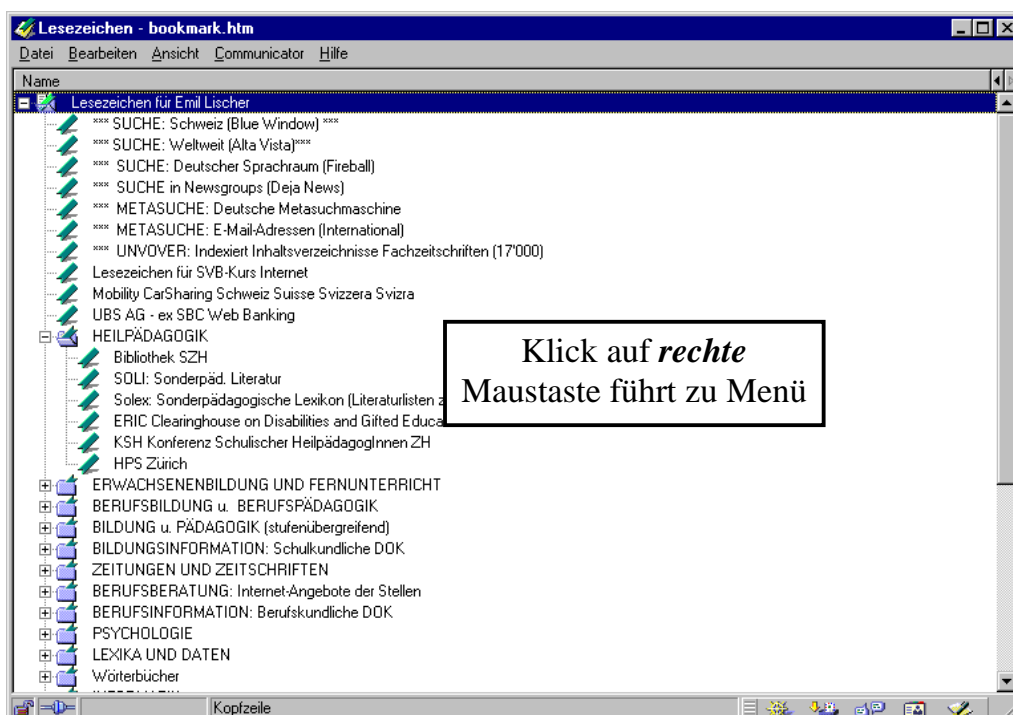 Lesezeichen - bookmark.htm
Datei Bearbeiten Ansicht Communicator Hilfe
Name
Lesezeichen für Emil Lischer
*** SUCHE: Schweiz (Blue Window) ***
*** SUCHE: Weltweit (Alta Vista)***
*** SUCHE: Deutscher Sprachraum (Fireball)
*** SUCHE in Newsgroups (Deja News)
*** METASUCHE: Deutsche Metasuchmaschine
*** METASUCHE: E-Mail-Adressen (International)
*** UNVOVER: Indexiert Inhaltsverzeichnisse Fachzeitschriften (17'000)
Lesezeichen für SVB-Kurs Internet
Mobility CarSharing Schweiz Suisse Svizzera Svizra
UBS AG - ex SBC Web Banking
HEILPÄDAGOGIK
Bibliothek SZH
SOLI: Sonderpäd. Literatur
Solex: Sonderpädagogische Lexikon (Literaturlisten z
ERIC Clearinghouse on Disabilities and Gifted Educa
KSH Konferenz Schulischer HeilpädagogInnen ZH
HPS Zürich
Klick auf rechte
Maustaste führt zu Menü
ERWACHSENENBILDUNG UND FERNUNTERRICHT
BERUFSBILDUNG u. BERUFSPÄDAGOGIK
BILDUNG u. PÄDAGOGIK (stufenübergreifend)
BILDUNGSINFORMATION: Schulkundliche DOK
ZEITUNGEN UND ZEITSCHRIFTEN
BERUFSBERATUNG: Internet-Angebote der Stellen
BERUFSINFORMATION: Berufskundliche DOK
PSYCHOLOGIE
LEXIKA UND DATEN
Wörterbücher
Kopfzeile